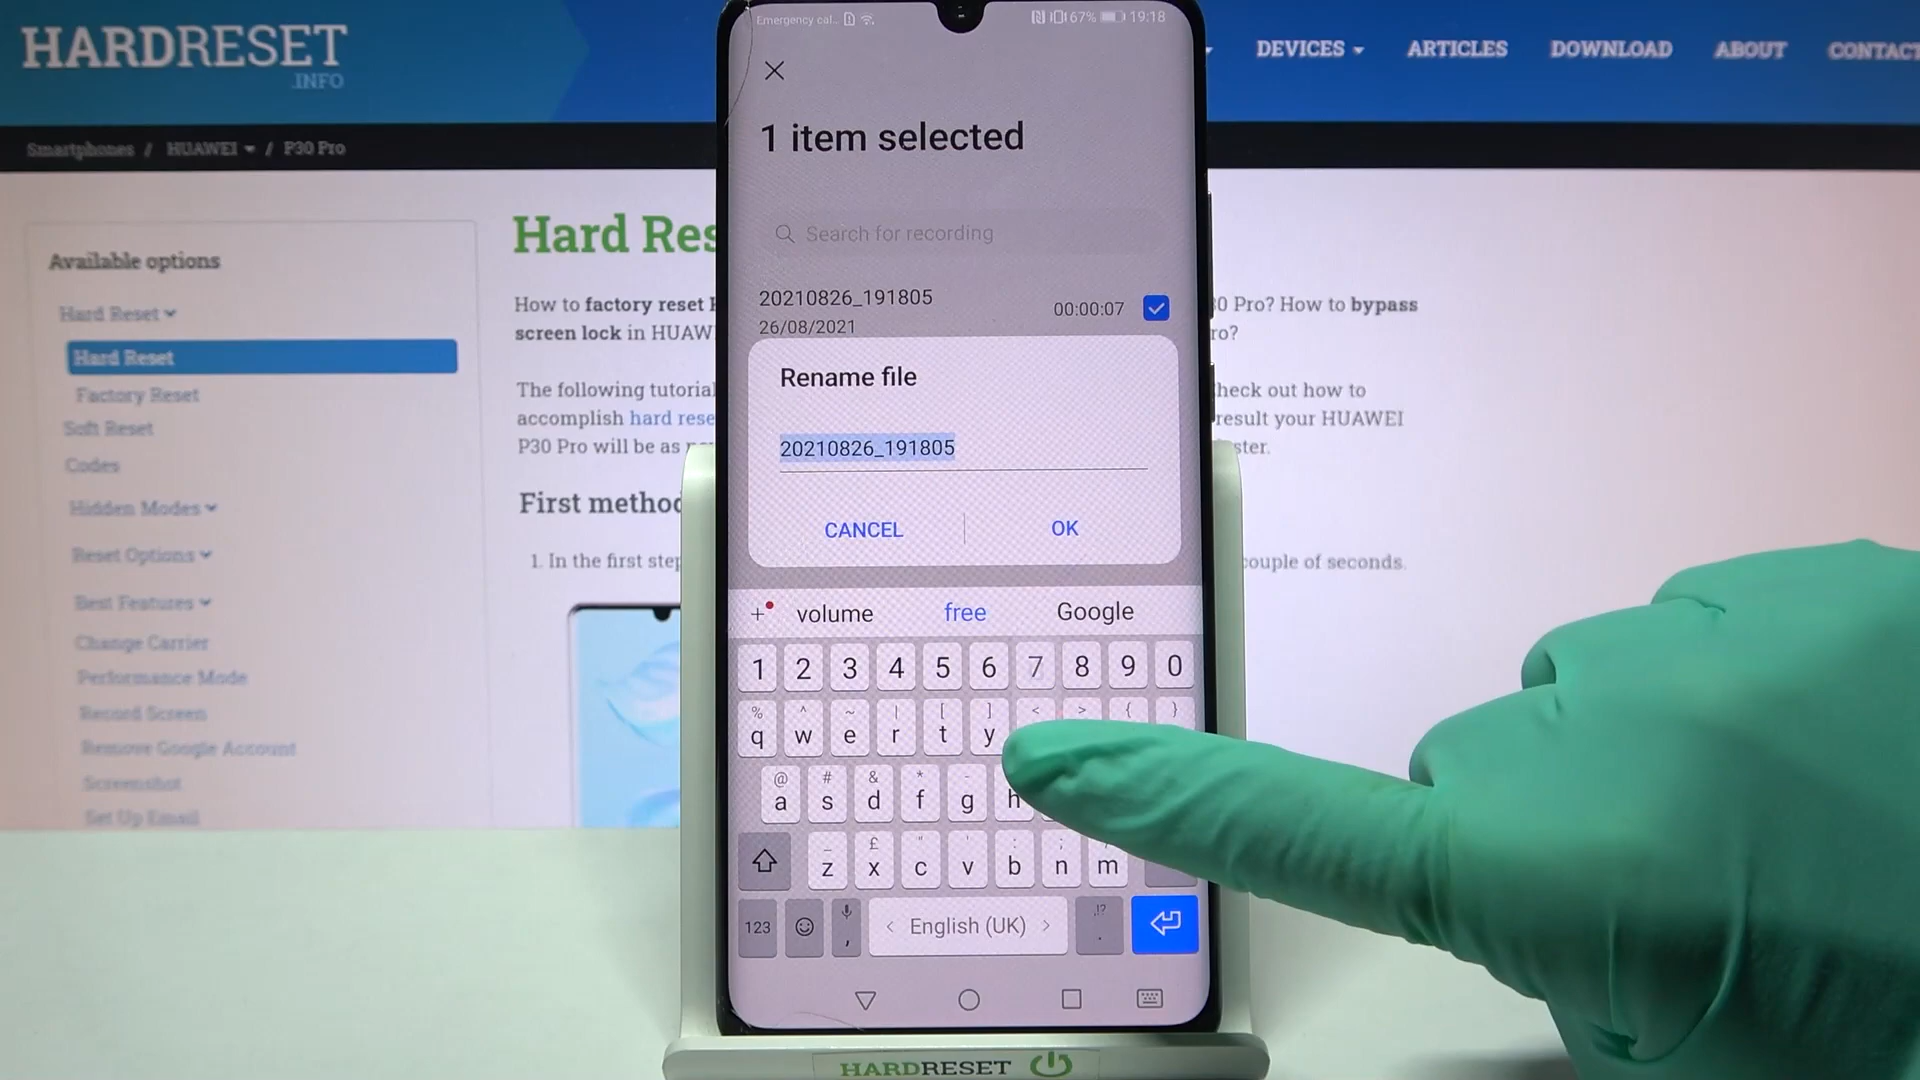 HARDRESET
.INFO
DEVICES
ARTICLES
DOWNLOAD
ABOUT
CONTACT
Smartphones / HUAWEI / P30 Pro
Available options
Hard Reset
Hard Reset
Factory Reset
Soft Reset
Codes
Hidden Modes
Reset Options
Best Features
Change Carrier
Performance Mode
Record Screen
Remove Google Account
Screenshot
Set Up Email
Hard Res
How to factory reset
screen lock in HUAW
The following tutorial
accomplish hard rese
P30 Pro will be as
First method
1. In the first step
30 Pro? How to bypass
ro?
heck out how to
result your HUAWEI
ster.
couple of seconds.
Emergency cal...
67% 19:18
1 item selected
Search for recording
20210826_191805
00:00:07
26/08/2021
Rename file
20210826_191805
CANCEL OK
+ volume free Google
1 2 3 4 5 6 7 8 9 0
% ^ ~ | [ ] < > { }
q w e r t y
@ # & * -
a s d f g h
_ £ " ' : ;
z x c v b n m
123 , < English (UK) > ,!? .
HARDRESET